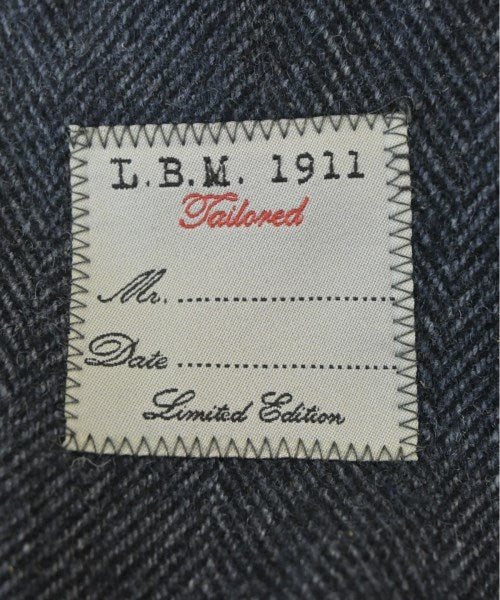 L.B.M. 1911
Tailored
Mr. ........................................
Date ........................................
Limited Edition